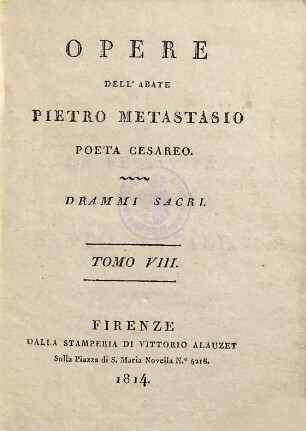 OPERE
DELL' ABATE
PIETRO METASTASIO
POETA CESAREO.
DRAMMI SACRI.
TOMO VIII.
FIRENZE
DALLA STAMPERIA DI VITTORIO ALAUZET
Sulla Piazza di S. Maria Novella N.° 4218.
1814.